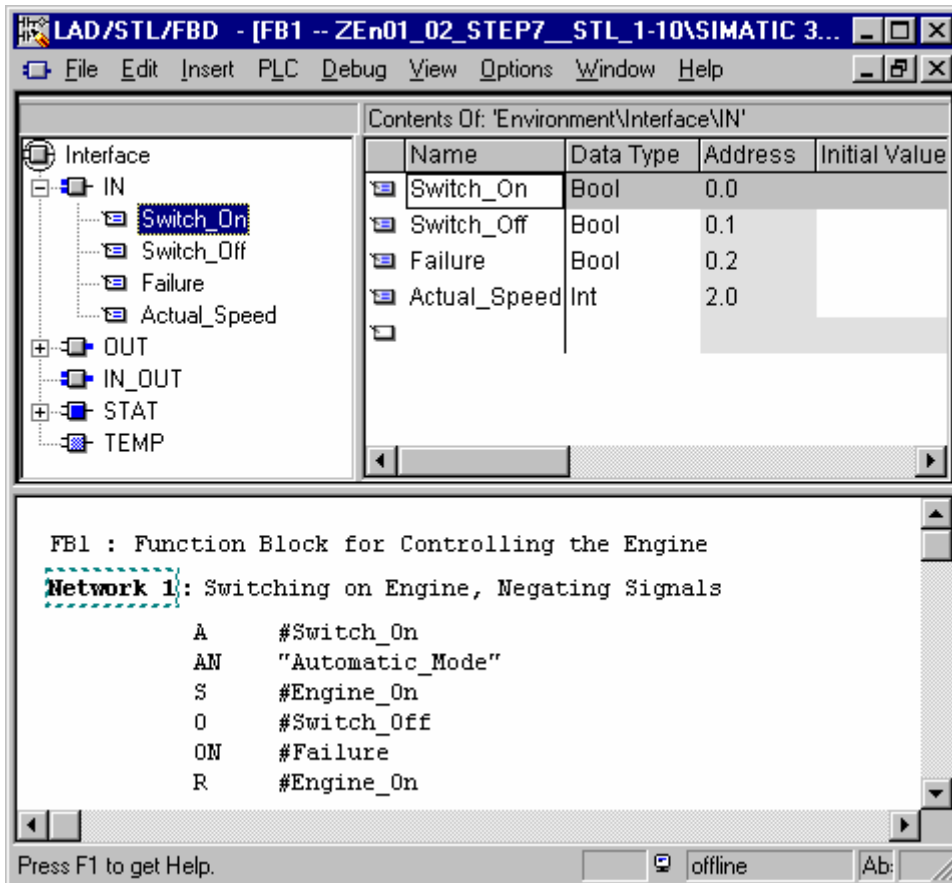 LAD/STL/FBD - [FB1 -- ZEn01_02_STEP7__STL_1-10\SIMATIC 3...
File Edit Insert PLC Debug View Options Window Help
Contents Of: 'Environment\Interface\IN'
Interface
IN
Switch_On
Switch_Off
Failure
Actual_Speed
OUT
IN_OUT
STAT
TEMP
Name Data Type Address Initial Value
Switch_On Bool 0.0
Switch_Off Bool 0.1
Failure Bool 0.2
Actual_Speed Int 2.0
FB1 : Function Block for Controlling the Engine
Network 1: Switching on Engine, Negating Signals
A #Switch_On
AN "Automatic_Mode"
S #Engine_On
O #Switch_Off
ON #Failure
R #Engine_On
Press F1 to get Help. offline Ab